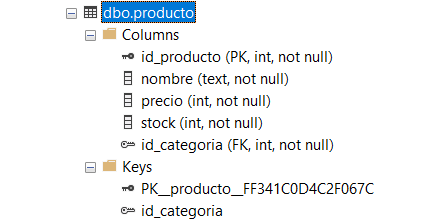 dbo.producto
Columns
id_producto (PK, int, not null)
nombre (text, not null)
precio (int, not null)
stock (int, not null)
id_categoria (FK, int, not null)
Keys
PK__producto__FF341C0D4C2F067C
id_categoria